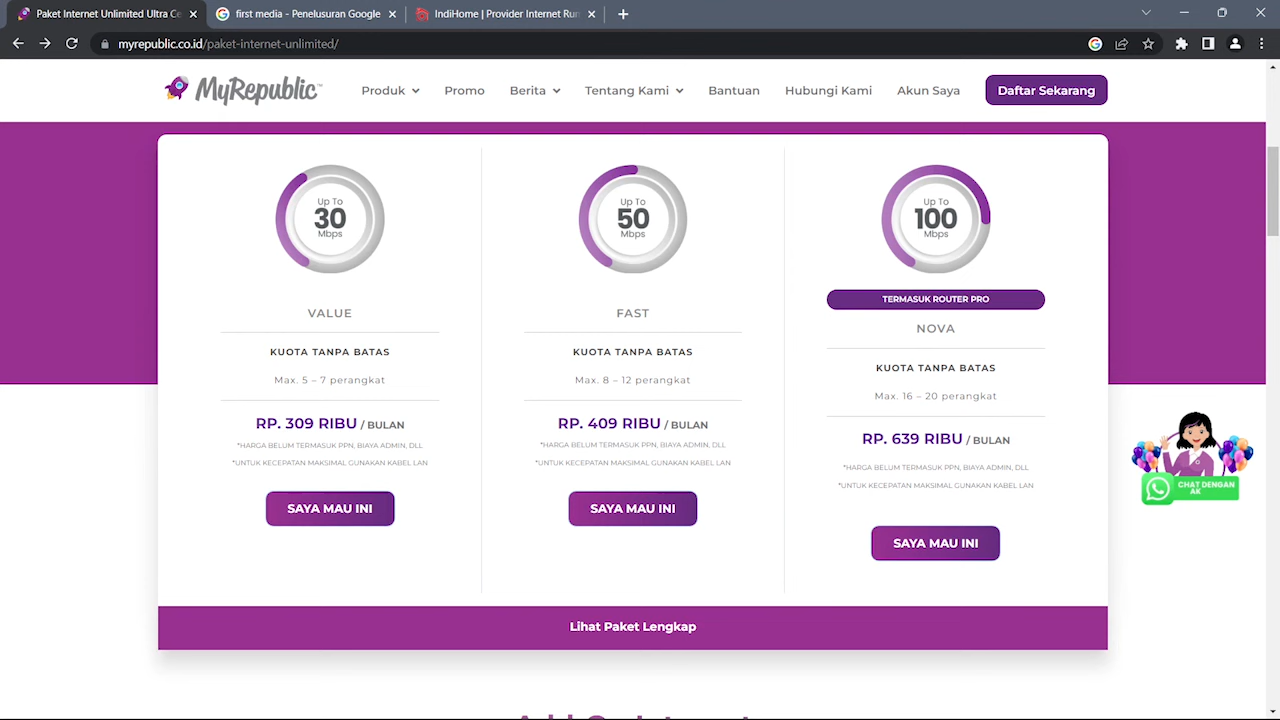 Paket Internet Unlimited Ultra C
first media - Penelusuran Google
IndiHome | Provider Internet Run
myrepublic.co.id/paket-internet-unlimited/
MyRepublic
Produk
Promo
Berita
Tentang Kami
Bantuan
Hubungi Kami
Akun Saya
Daftar Sekarang
Up To
30
Mbps
VALUE
KUOTA TANPA BATAS
Max. 5 – 7 perangkat
RP. 309 RIBU / BULAN
*HARGA BELUM TERMASUK PPN, BIAYA ADMIN, DLL
*UNTUK KECEPATAN MAKSIMAL GUNAKAN KABEL LAN
SAYA MAU INI
Up To
50
Mbps
FAST
KUOTA TANPA BATAS
Max. 8 – 12 perangkat
RP. 409 RIBU / BULAN
*HARGA BELUM TERMASUK PPN, BIAYA ADMIN, DLL
*UNTUK KECEPATAN MAKSIMAL GUNAKAN KABEL LAN
SAYA MAU INI
Up To
100
Mbps
TERMASUK ROUTER PRO
NOVA
KUOTA TANPA BATAS
Max. 16 – 20 perangkat
RP. 639 RIBU / BULAN
*HARGA BELUM TERMASUK PPN, BIAYA ADMIN, DLL
*UNTUK KECEPATAN MAKSIMAL GUNAKAN KABEL LAN
SAYA MAU INI
CHAT DENGAN
AK
Lihat Paket Lengkap